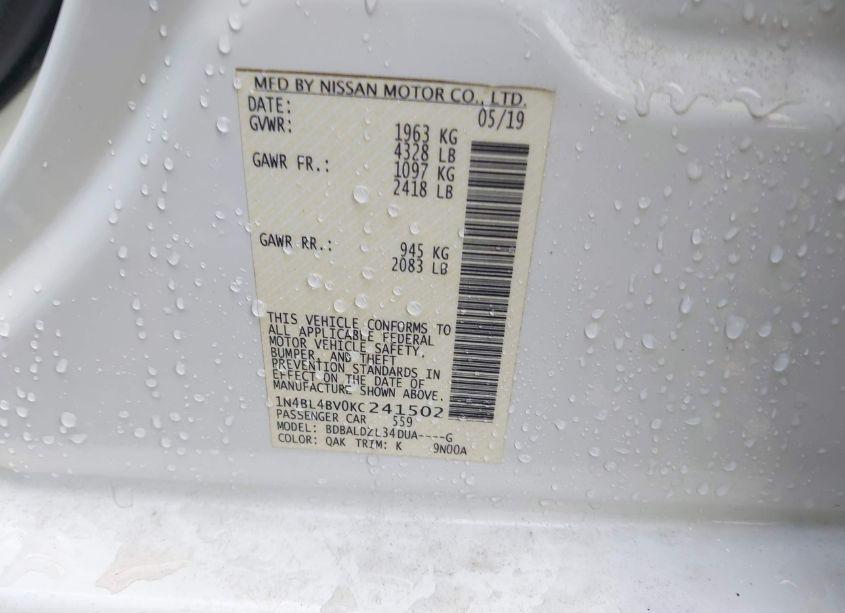 MFD BY NISSAN MOTOR CO., LTD.
DATE: 05/19
GVWR: 1963 KG
4328 LB
GAWR FR.: 1097 KG
2418 LB
GAWR RR.: 945 KG
2083 LB
THIS VEHICLE CONFORMS TO
ALL APPLICABLE FEDERAL
MOTOR VEHICLE SAFETY,
BUMPER, AND THEFT
PREVENTION STANDARDS IN
EFFECT ON THE DATE OF
MANUFACTURE SHOWN ABOVE.
1N4BL4BV0KC241502
PASSENGER CAR 559
MODEL: BDBALDZL34DUA----G
COLOR: QAK TRIM: K 9N00A